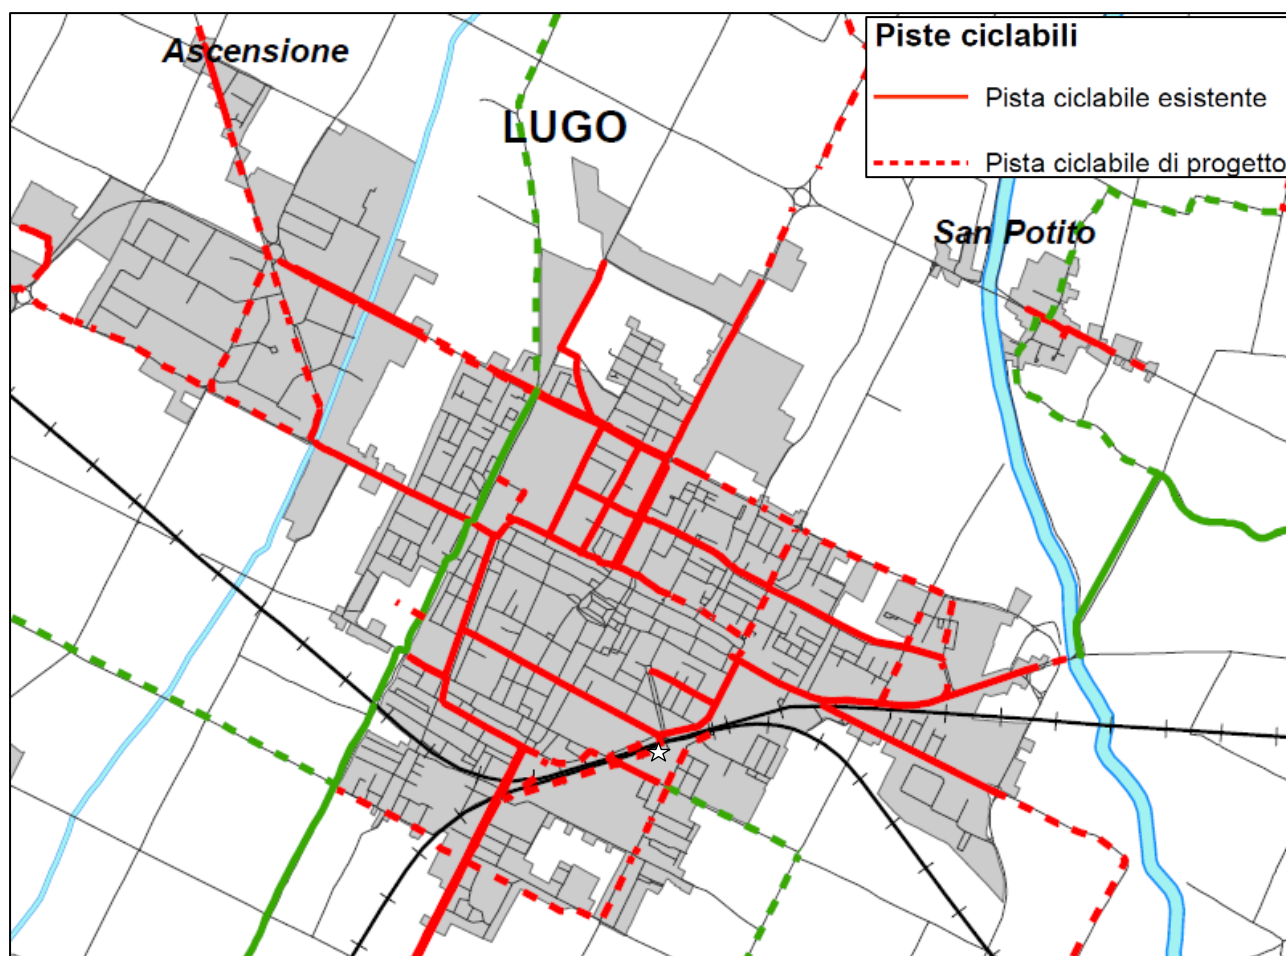 Ascensione
LUGO
San Potito
Piste ciclabili
Pista ciclabile esistente
Pista ciclabile di progetto